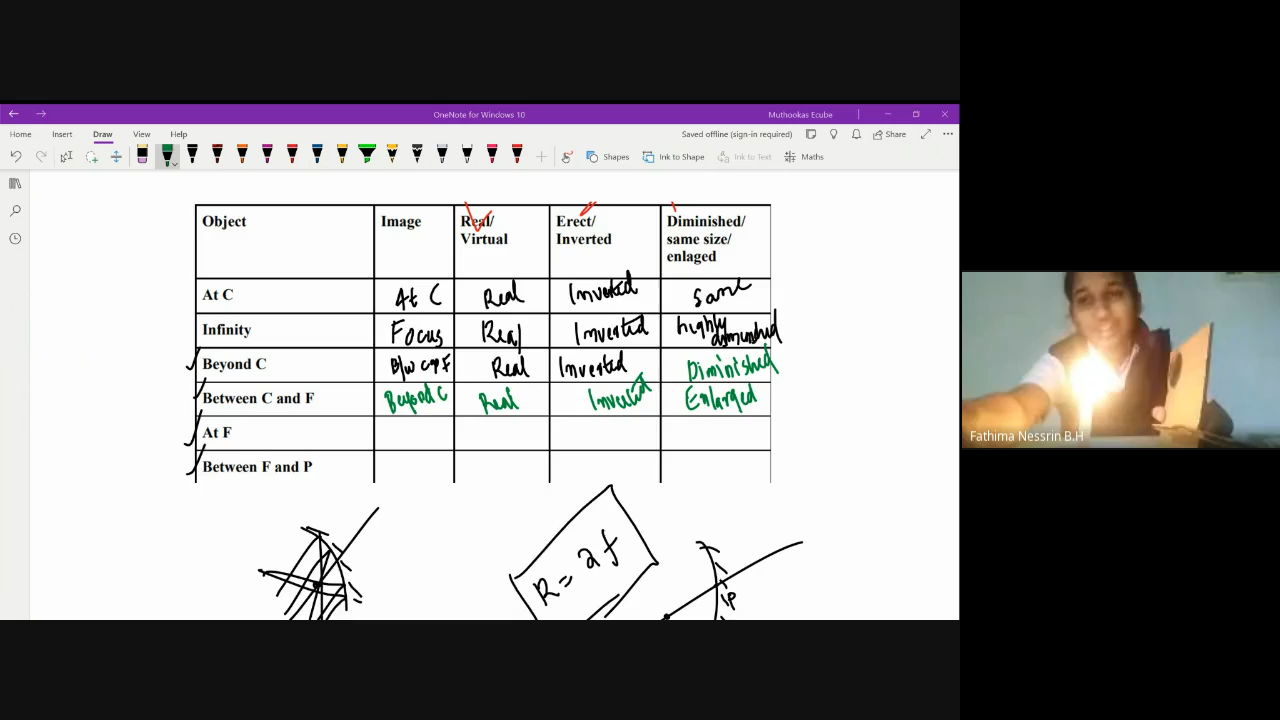 OneNote for Windows 10
Muthookas Ecube
Home Insert Draw View Help
Saved offline (sign-in required)
Share
Shapes
Ink to Shape
Ink to Text
Maths
Object
Image
Real/
Virtual
Erect/
Inverted
Diminished/
same size/
enlaged
At C
At C
Real
Inverted
Same
Infinity
Focus
Real
Inverted
highly
diminished
Beyond C
B/w
Real
Inverted
Diminished
Between C and F
Beyond C
Real
Inverted
Enlarged
At F
Between F and P
R = 2f
P
Fathima Nessrin B.H